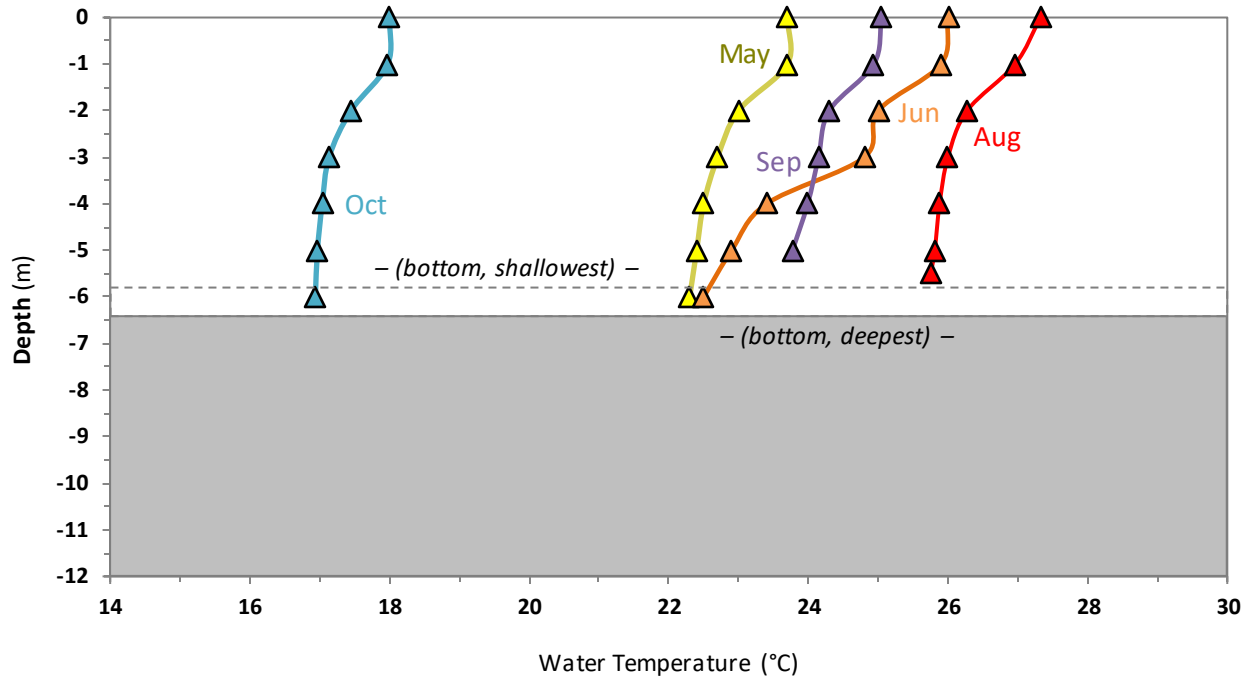 0
-1
-2
-3
-4
-5
-6
-7
-8
-9
-10
-11
-12
Depth (m)
May
Jun
Aug
Sep
Oct
– (bottom, shallowest) –
– (bottom, deepest) –
14 16 18 20 22 24 26 28 30
Water Temperature (°C)